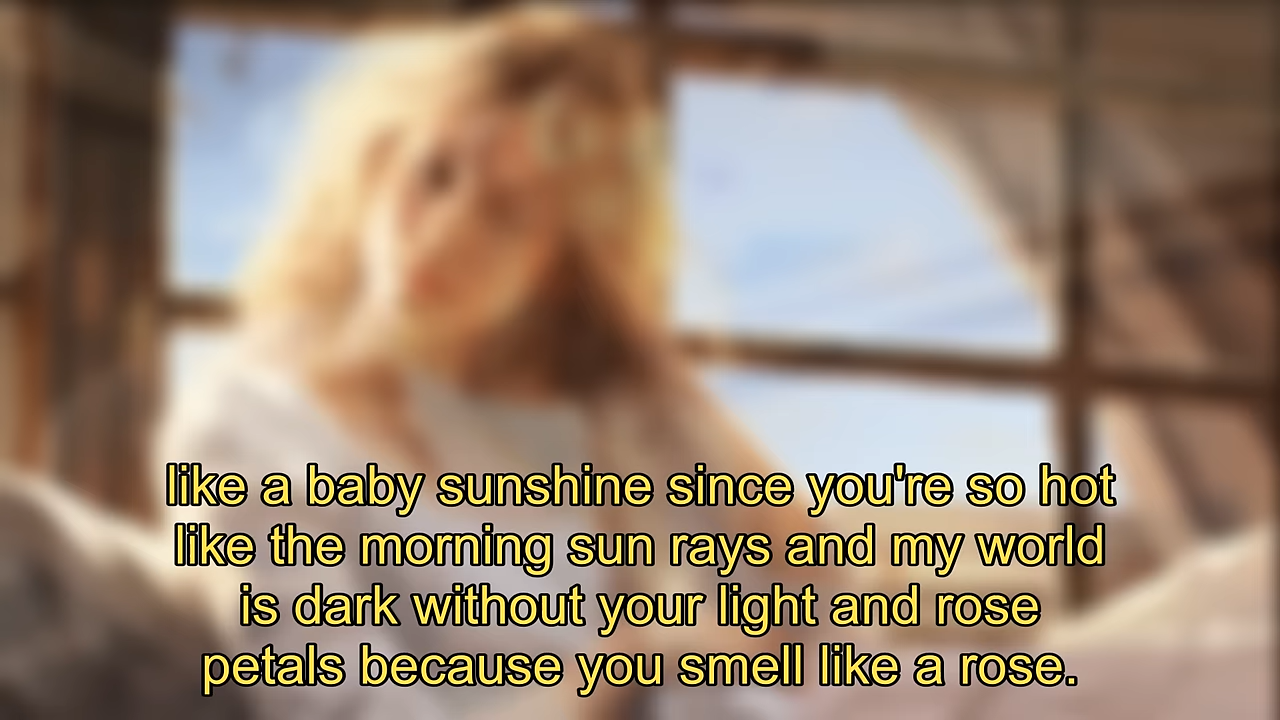 like a baby sunshine since you're so hot
like the morning sun rays and my world
is dark without your light and rose
petals because you smell like a rose.